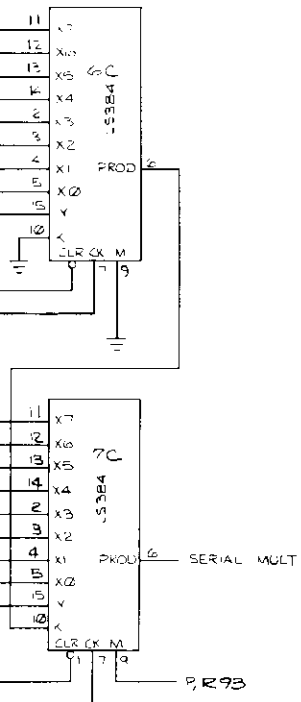 11 X7
12 X6
13 X5 6C
14 X4
2 X3 LS384
3 X2
4 X1 PROD 6
5 X0
15 Y
10 K
CLR CK M
7 9
11 X7
12 X6
13 X5 7C
14 X4
2 X3 LS384
3 X2
4 X1 PROD 6 SERIAL MULT
5 X0
15 Y
10 K
CLR CK M
1 7 9
P, R93